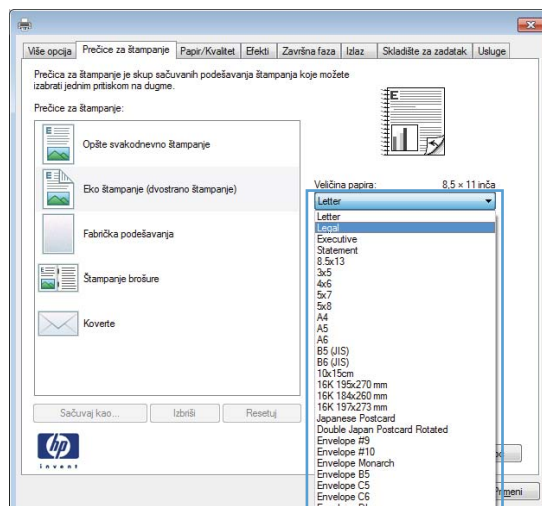 Više opcija Prečice za štampanje Papir/Kvalitet Efekti Završna faza Izlaz Skladište za zadatak Usluge
Prečica za štampanje je skup sačuvanih podešavanja štampanja koje možete
izabrati jednim pritiskom na dugme.
Prečice za štampanje:
Opšte svakodnevno štampanje
Eko štampanje (dvostrano štampanje)
Fabrička podešavanja
Štampanje brošure
Koverte
Veličina papira: 8,5 × 11 inča
Letter
Letter
Legal
Executive
Statement
8.5x13
3x5
4x6
5x7
5x8
A4
A5
A6
B5 (JIS)
B6 (JIS)
10x15cm
16K 195x270 mm
16K 184x260 mm
16K 197x273 mm
Japanese Postcard
Double Japan Postcard Rotated
Envelope #9
Envelope #10
Envelope Monarch
Envelope B5
Envelope C5
Envelope C6
Sačuvaj kao... Izbriši Resetuj
hp
invent